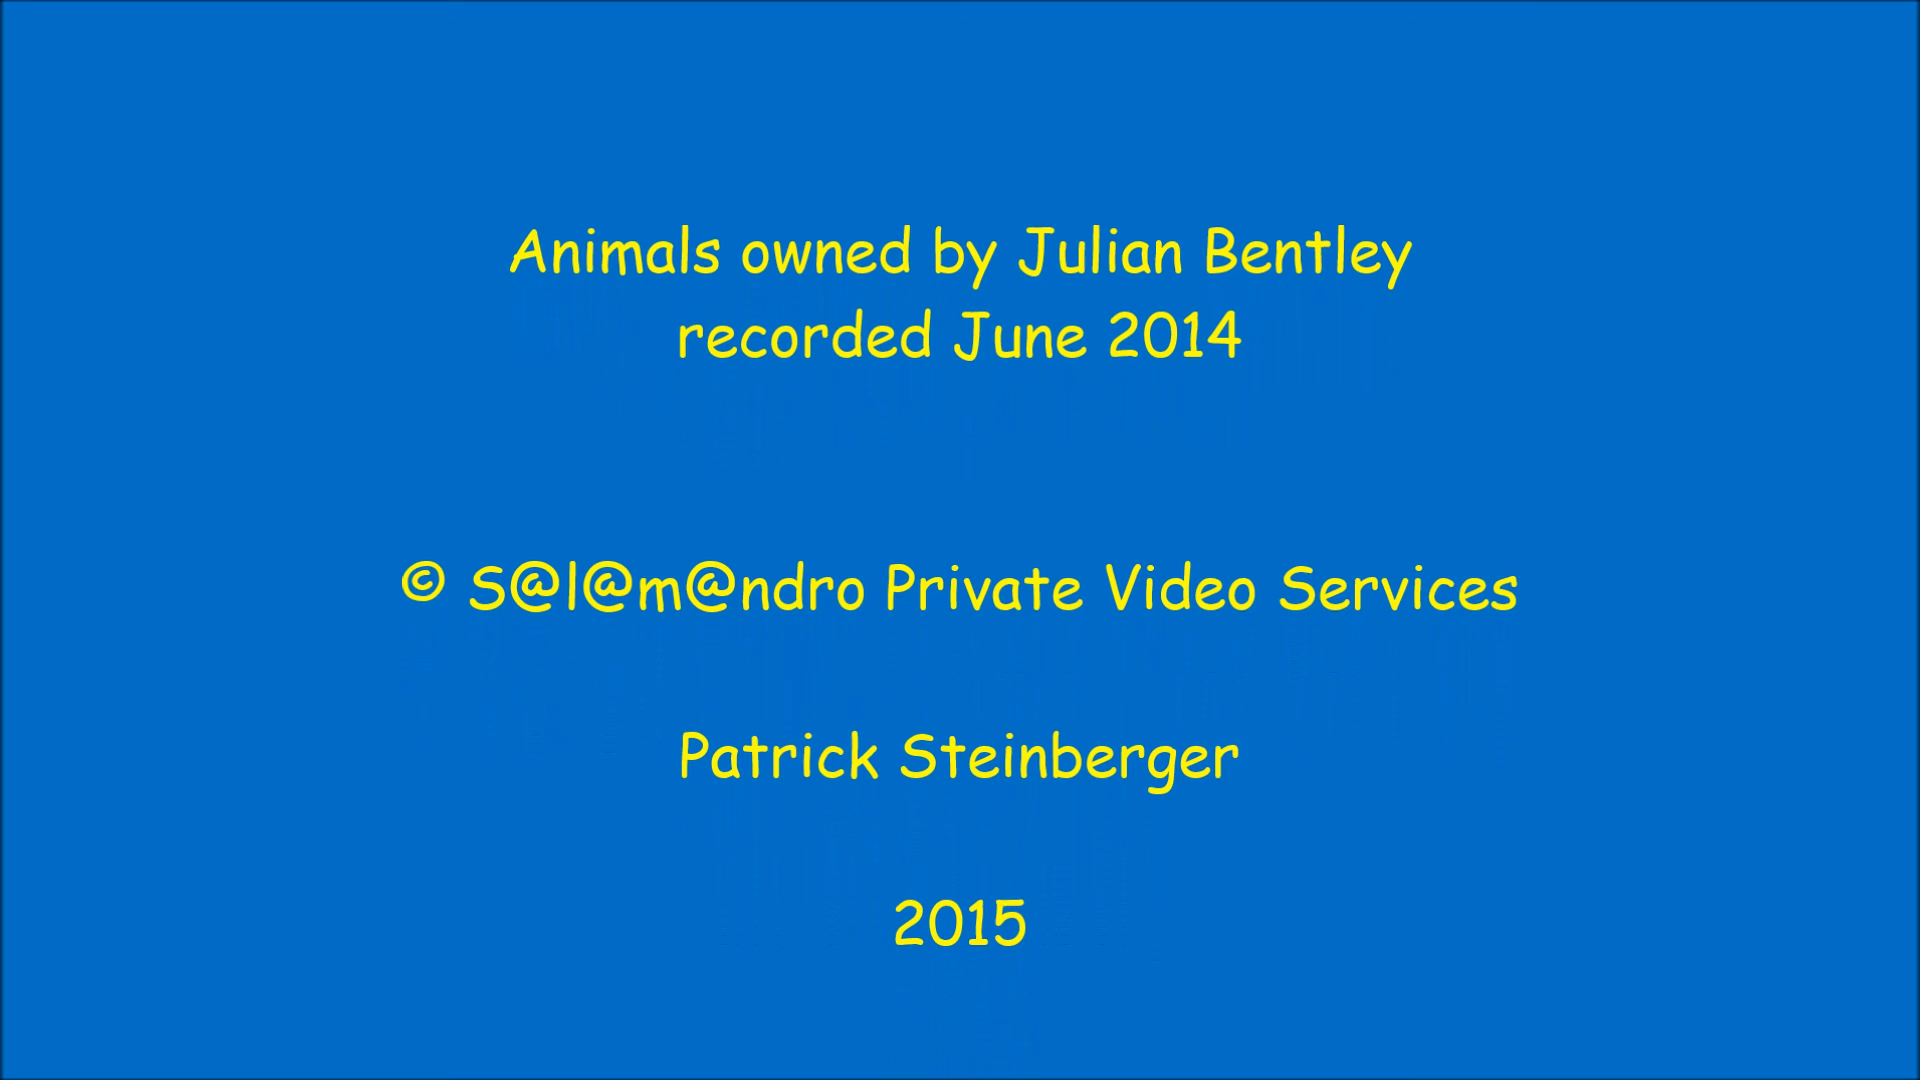 Animals owned by Julian Bentley
recorded June 2014
© S@l@m@ndro Private Video Services
Patrick Steinberger
2015